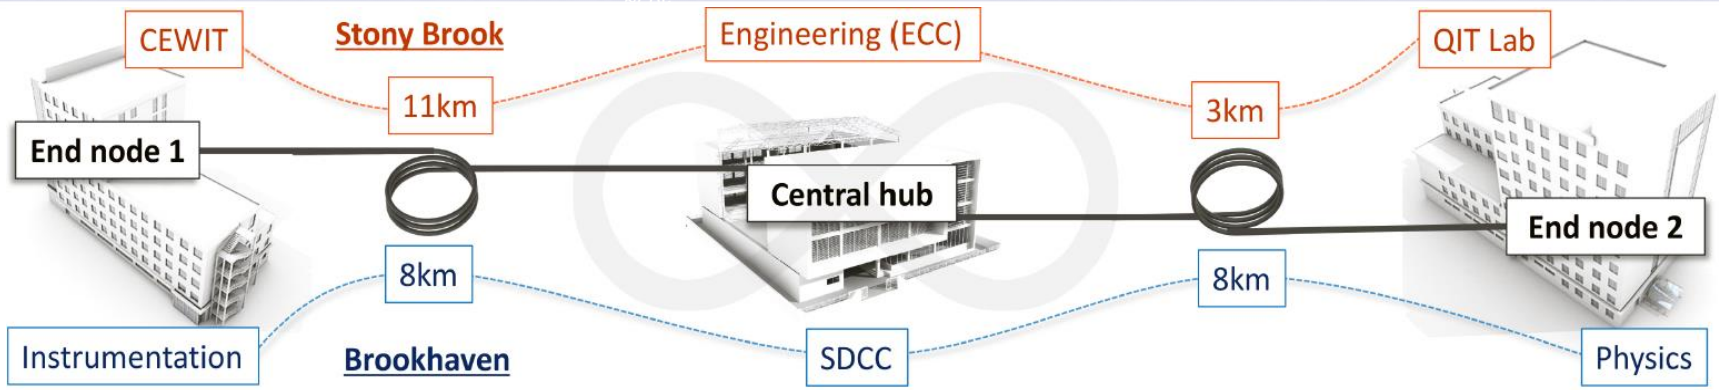 CEWIT
Stony Brook
Engineering (ECC)
QIT Lab
11km
3km
End node 1
Central hub
End node 2
8km
8km
Instrumentation
Brookhaven
SDCC
Physics